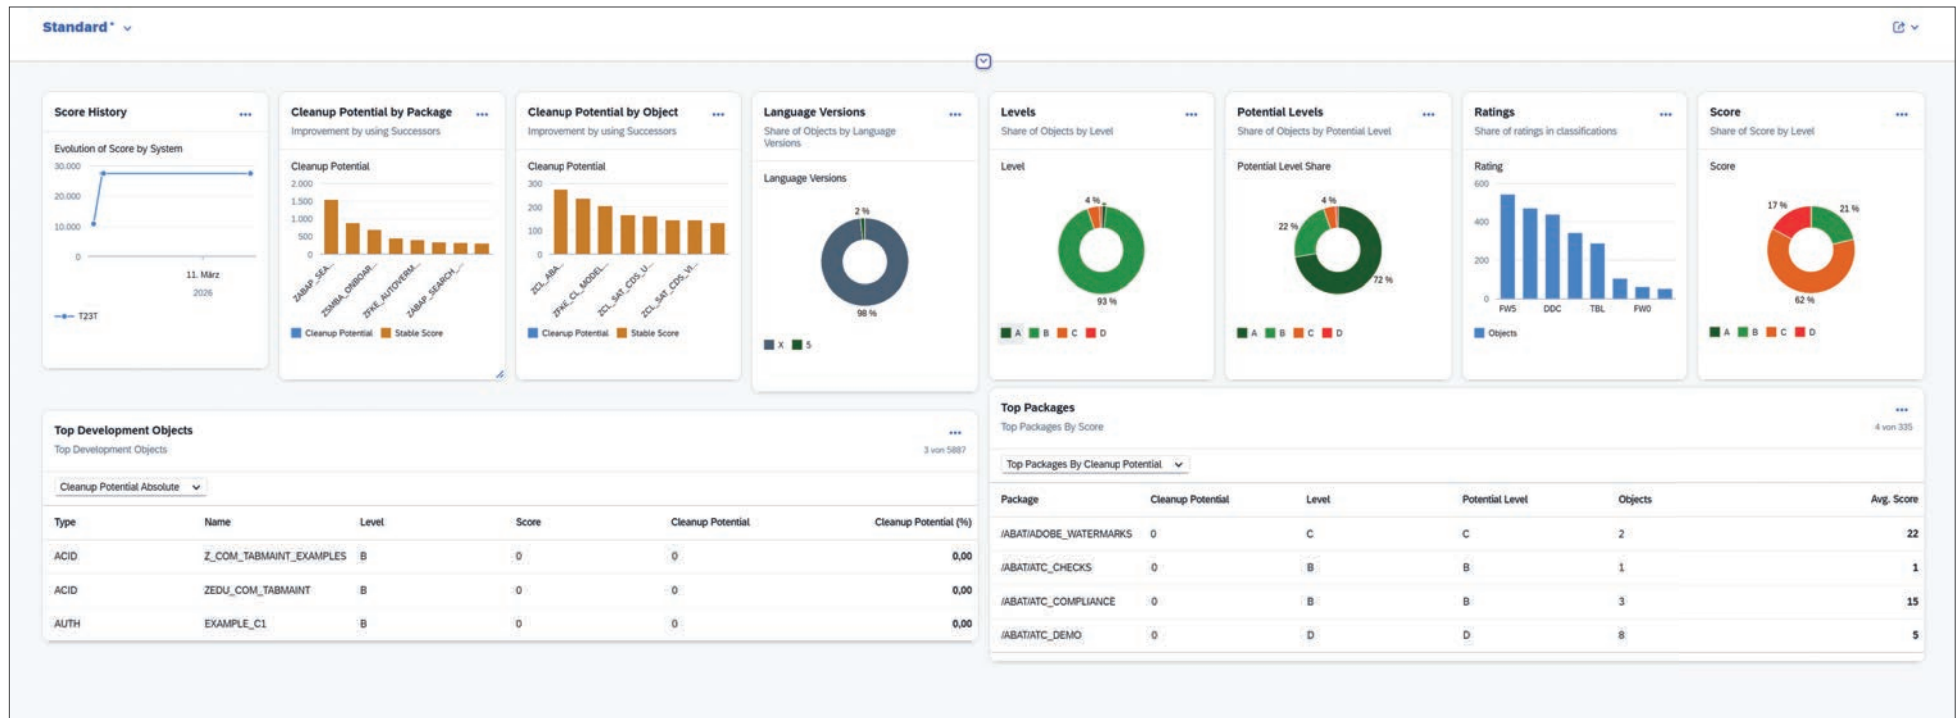 Standard*
Score History
Evolution of Score by System
30.000
20.000
10.000
0
11. März
2026
T23T
Cleanup Potential by Package
Improvement by using Successors
Cleanup Potential
2.000
1.500
1.000
500
0
ZABAP_SEA...
ZSMBA_ONBOAR...
ZFKE_AUTOVERM...
ZABAP_SEARCH_...
Cleanup Potential Stable Score
Cleanup Potential by Object
Improvement by using Successors
Cleanup Potential
300
200
100
0
ZCL_ABA...
ZFKE_CL_MODEL...
ZCL_SAT_CDS_U...
ZCL_SAT_CDS_VI...
Cleanup Potential Stable Score
Language Versions
Share of Objects by Language
Versions
Language Versions
2 %
98 %
X 5
Levels
Share of Objects by Level
Level
4 %
93 %
A B C D
Potential Levels
Share of Objects by Potential Level
Potential Level Share
4 %
22 %
72 %
A B C D
Ratings
Share of ratings in classifications
Rating
600
400
200
0
FW5 DDC TBL FW0
Objects
Score
Share of Score by Level
Score
17 %
21 %
62 %
A B C D
Top Development Objects
Top Development Objects
3 von 5887
Cleanup Potential Absolute
Type Name Level Score Cleanup Potential Cleanup Potential (%)
ACID Z_COM_TABMAINT_EXAMPLES B 0 0 0,00
ACID ZEDU_COM_TABMAINT B 0 0 0,00
AUTH EXAMPLE_C1 B 0 0 0,00
Top Packages
Top Packages By Score
4 von 335
Top Packages By Cleanup Potential
Package Cleanup Potential Level Potential Level Objects Avg. Score
/ABAT/ADOBE_WATERMARKS 0 C C 2 22
/ABAT/ATC_CHECKS 0 B B 1 1
/ABAT/ATC_COMPLIANCE 0 B B 3 15
/ABAT/ATC_DEMO 0 D D 8 5